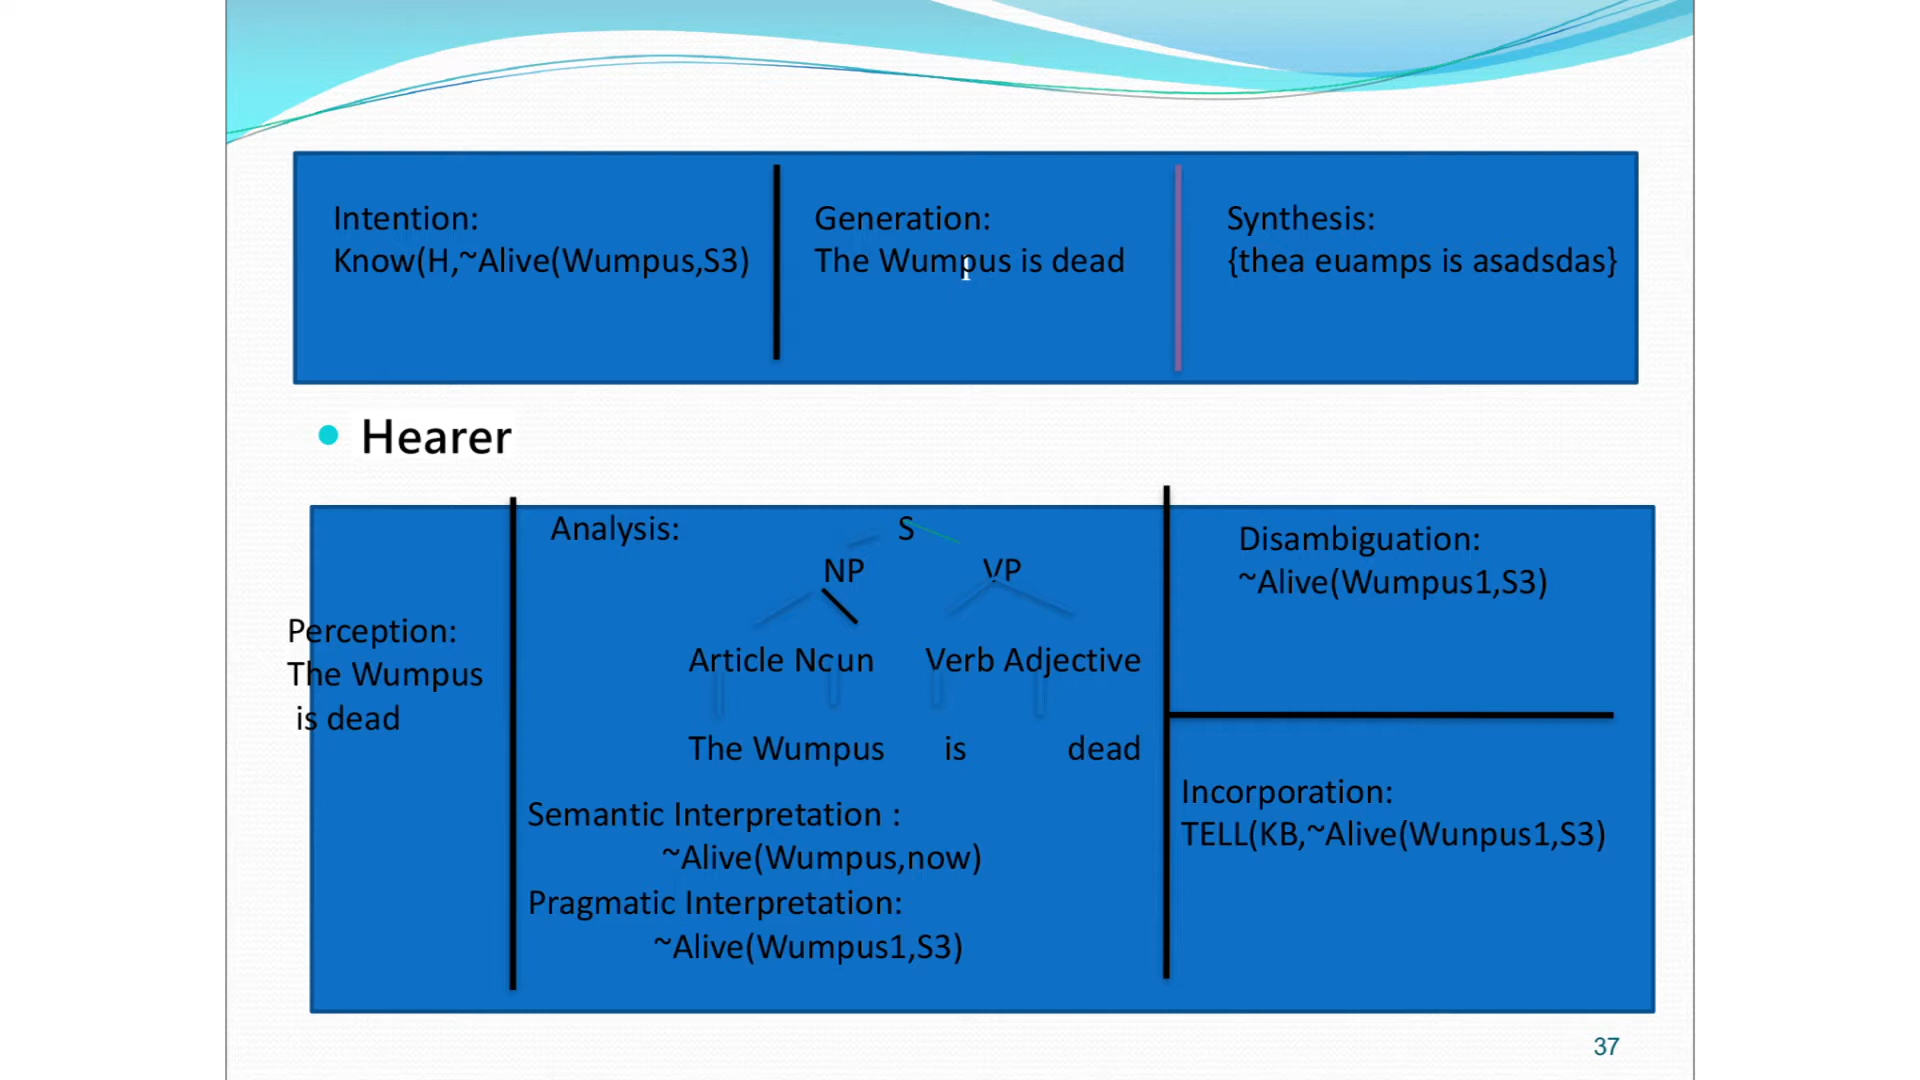 Intention:
Know(H,~Alive(Wumpus,S3)
Generation:
The Wumpus is dead
Synthesis:
{thea euamps is asadsdas}
Hearer
Perception:
The Wumpus
is dead
Analysis:
S
NP VP
Article Noun Verb Adjective
The Wumpus is dead
Semantic Interpretation :
~Alive(Wumpus,now)
Pragmatic Interpretation:
~Alive(Wumpus1,S3)
Disambiguation:
~Alive(Wumpus1,S3)
Incorporation:
TELL(KB,~Alive(Wunpus1,S3)
37